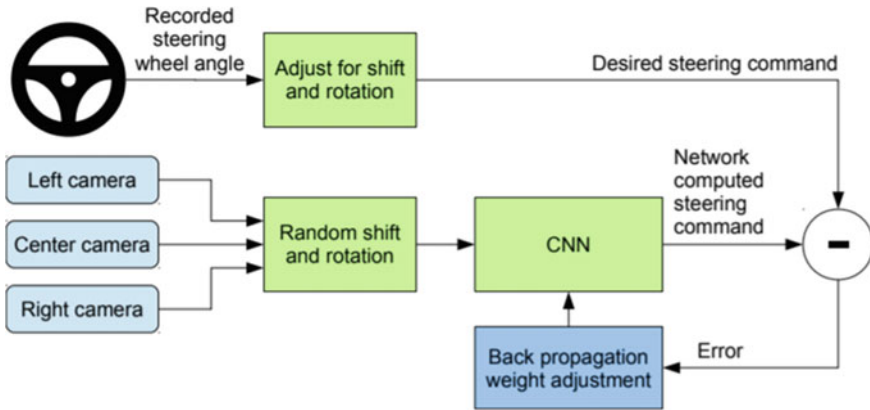 Recorded
steering
wheel angle
Adjust for shift
and rotation
Desired steering command
Left camera
Center camera
Right camera
Random shift
and rotation
CNN
Network
computed
steering
command
-
Back propagation
weight adjustment
Error